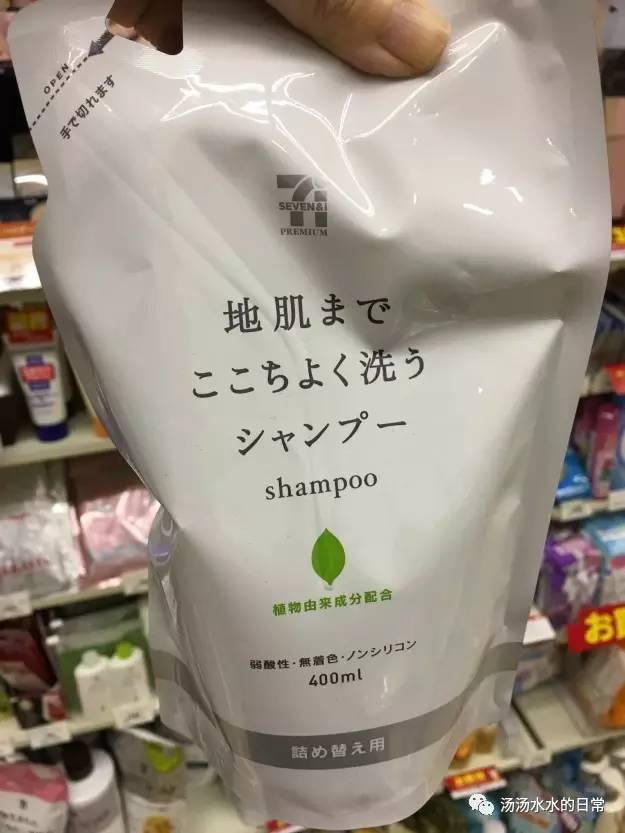 OPEN
手で切れます
SEVEN&i
PREMIUM
地肌まで
ここちよく洗う
シャンプー
shampoo
植物由来成分配合
弱酸性・無着色・ノンシリコン
400ml
詰め替え用
お買
汤汤水水的日常